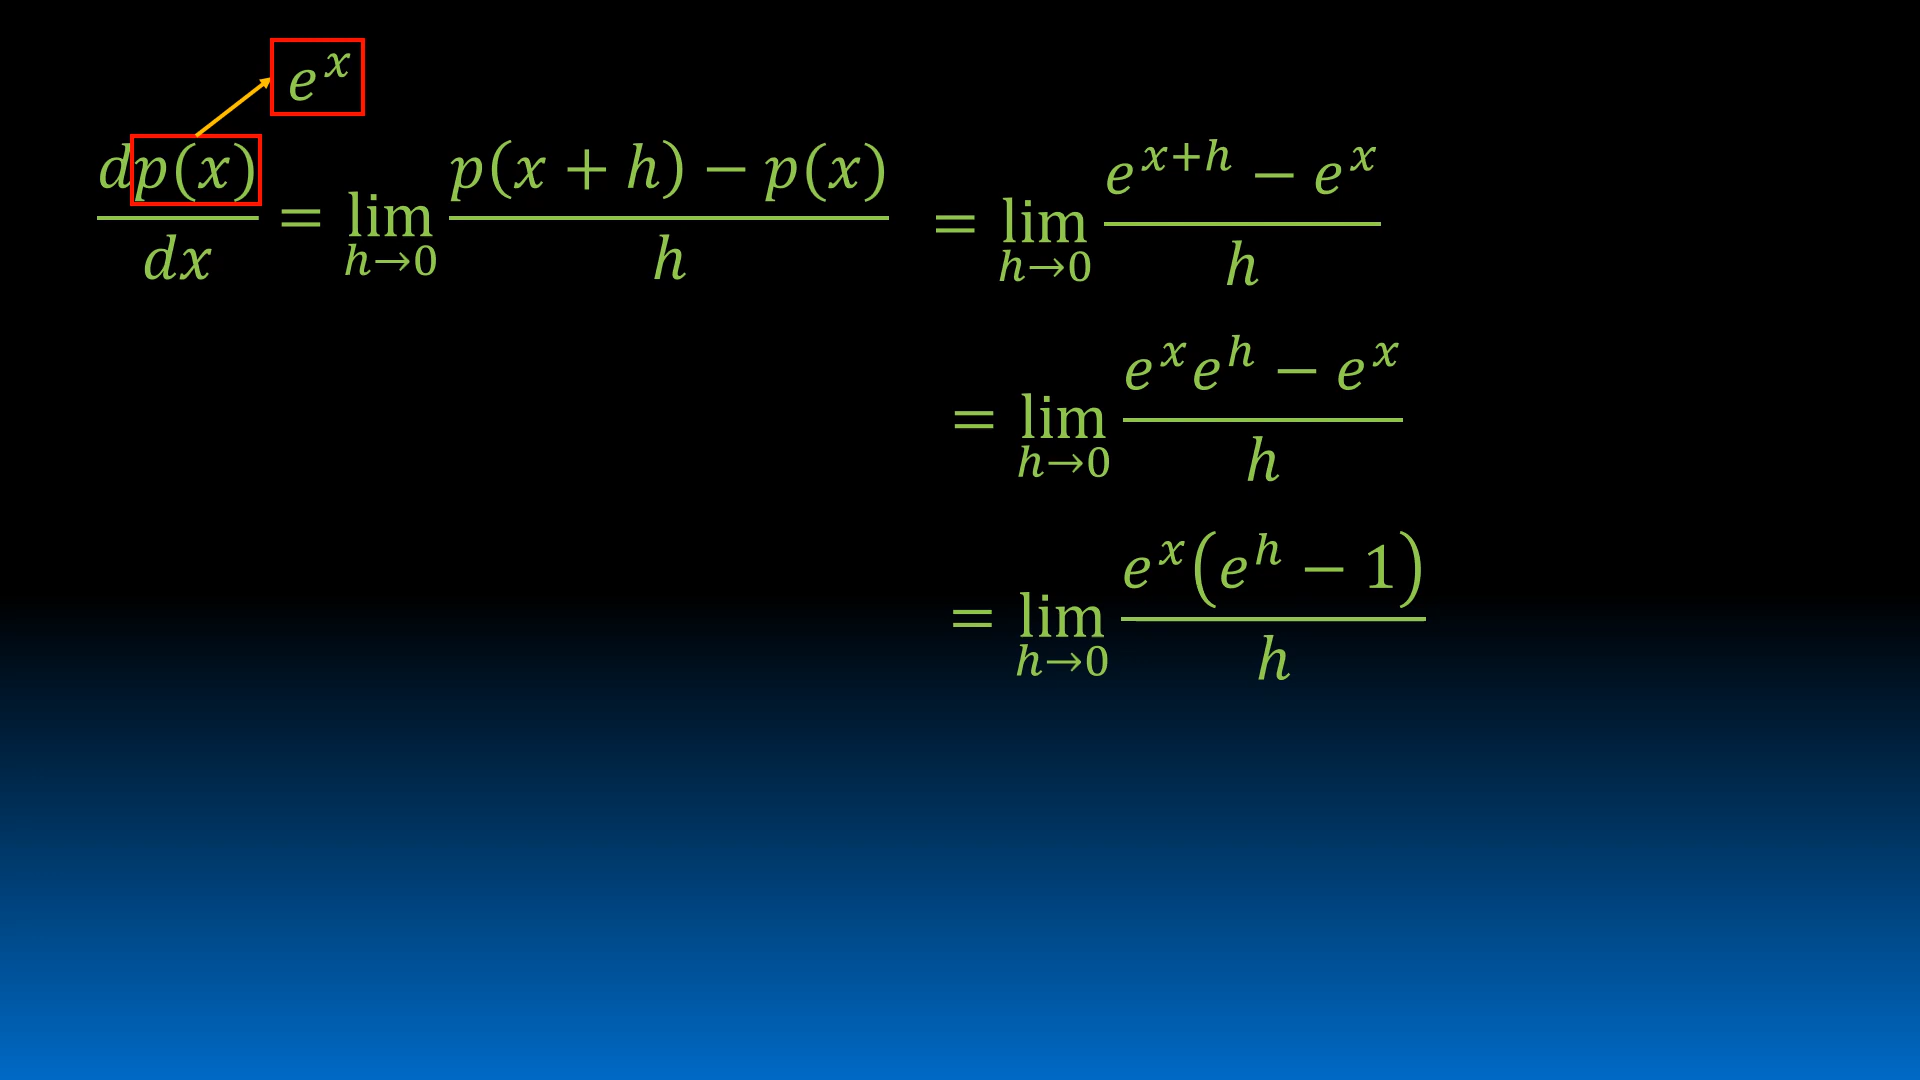 e^x
dp(x)/dx = lim h→0 p(x + h) − p(x)/h = lim h→0 e^{x+h} − e^x/h
= lim h→0 e^x e^h − e^x/h
= lim h→0 e^x(e^h − 1)/h